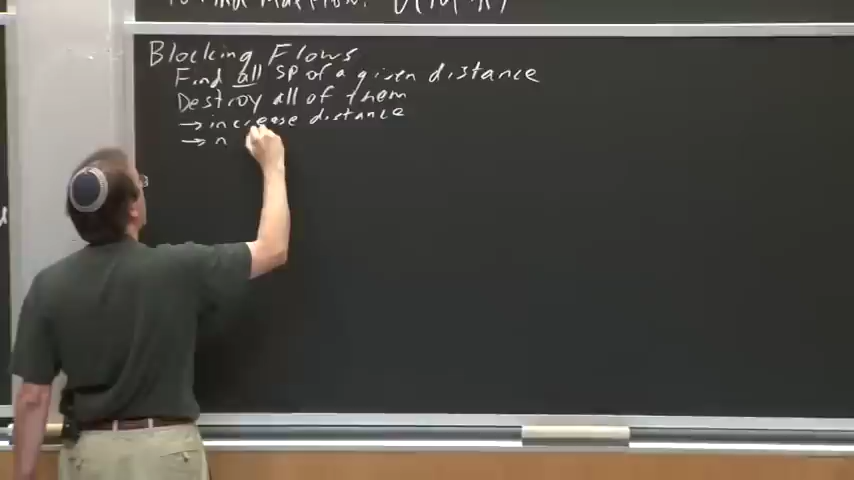 Blocking Flows
Find all SP of a given distance
Destroy all of them
→ increase distance
→ n